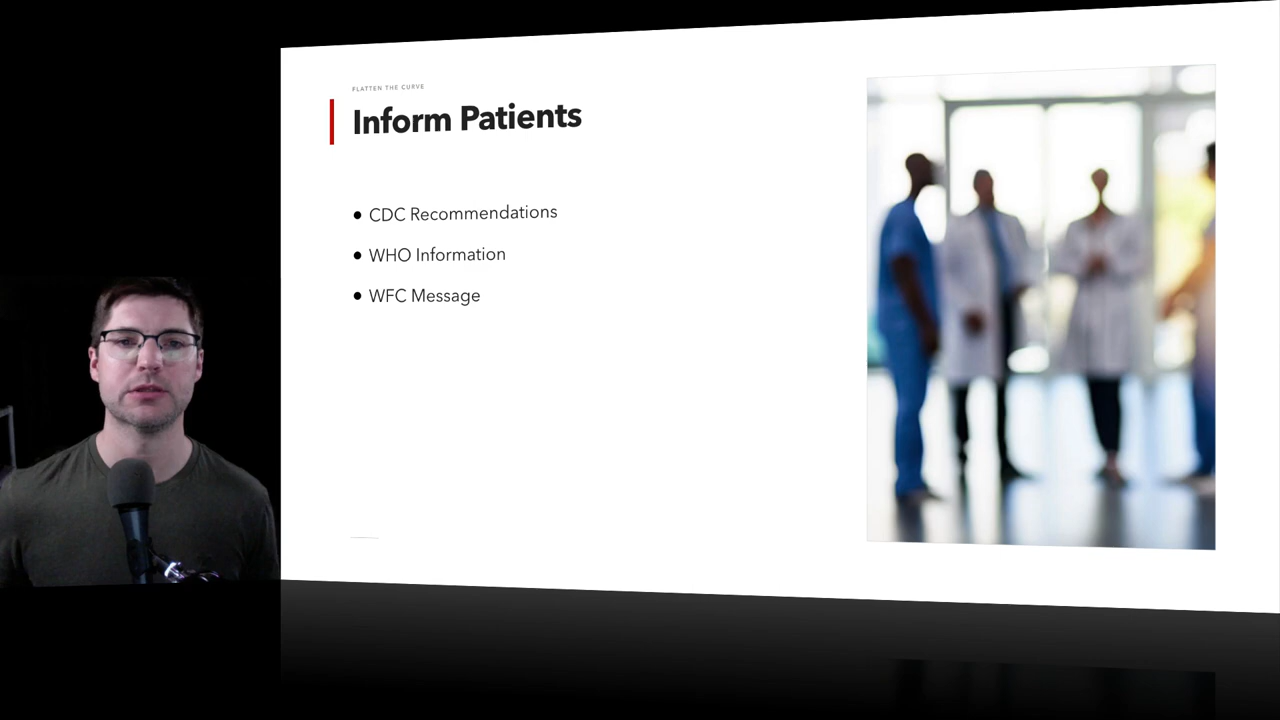 FLATTEN THE CURVE
Inform Patients
CDC Recommendations
WHO Information
WFC Message